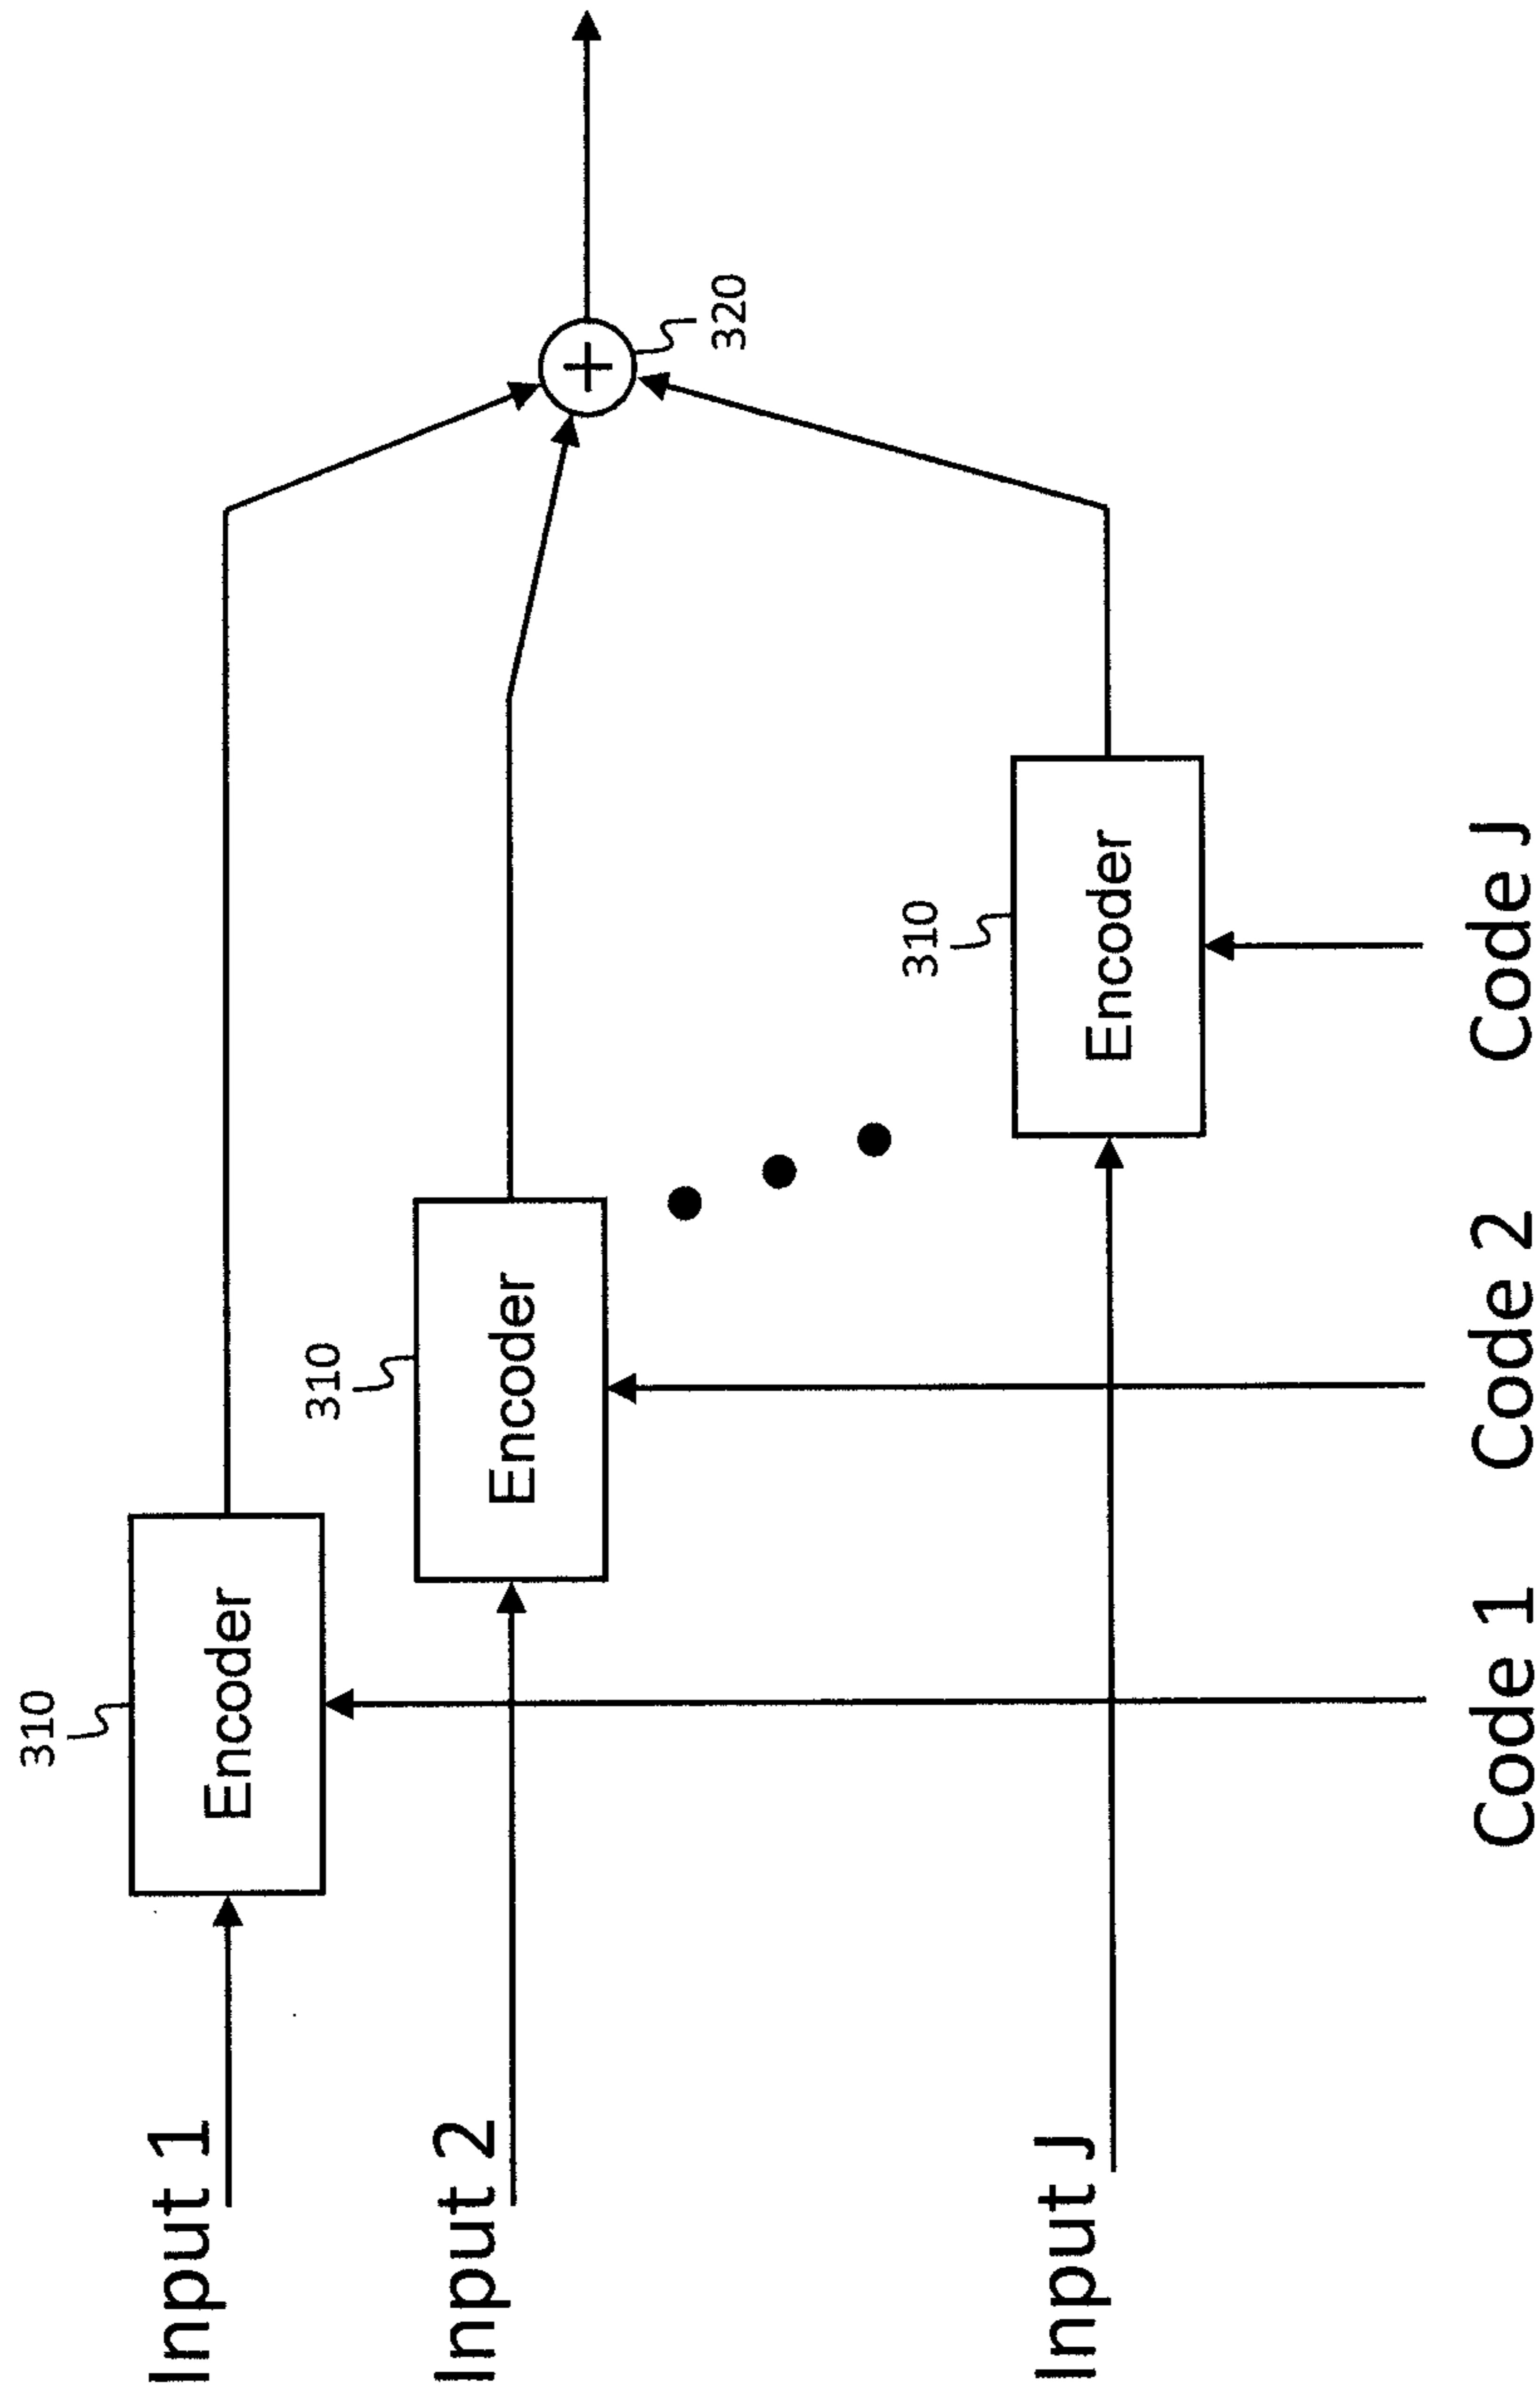 Input 1
310
Encoder
Input 2
310
Encoder
320
Input J
310
Encoder
Code 1
Code 2
Code J